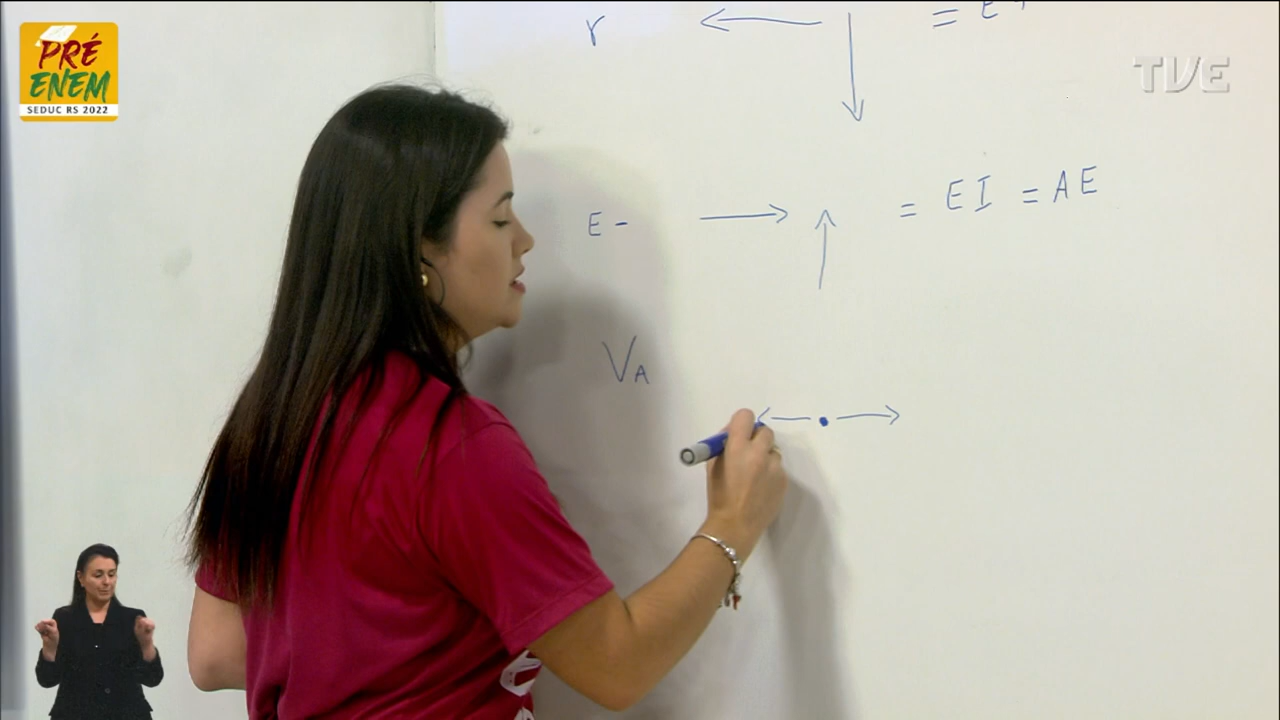 PRÉ
ENEM
SEDUC RS 2022
TVE
r
E - = EI = AE
VA